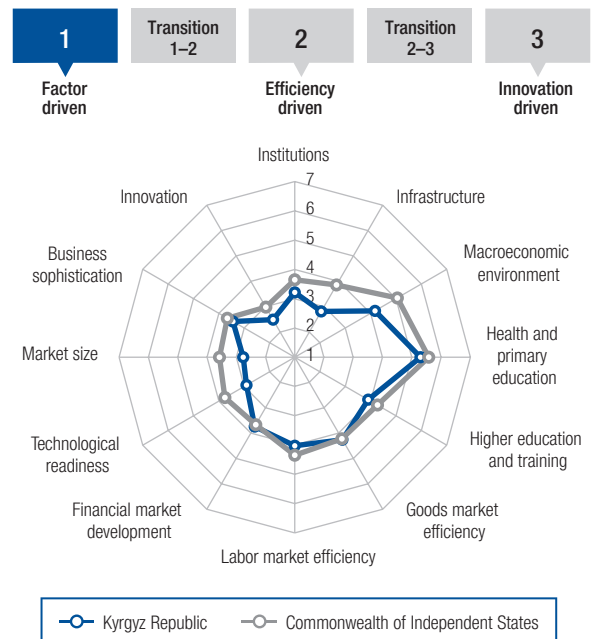 1
Transition
1–2
2
Transition
2–3
3
Factor
driven
Efficiency
driven
Innovation
driven
Institutions
7
Innovation
Infrastructure
6
5
Business
sophistication
Macroeconomic
environment
4
3
2
Market size
1
Health and
primary
education
Technological
readiness
Higher education
and training
Financial market
development
Goods market
efficiency
Labor market efficiency
Kyrgyz Republic
Commonwealth of Independent States